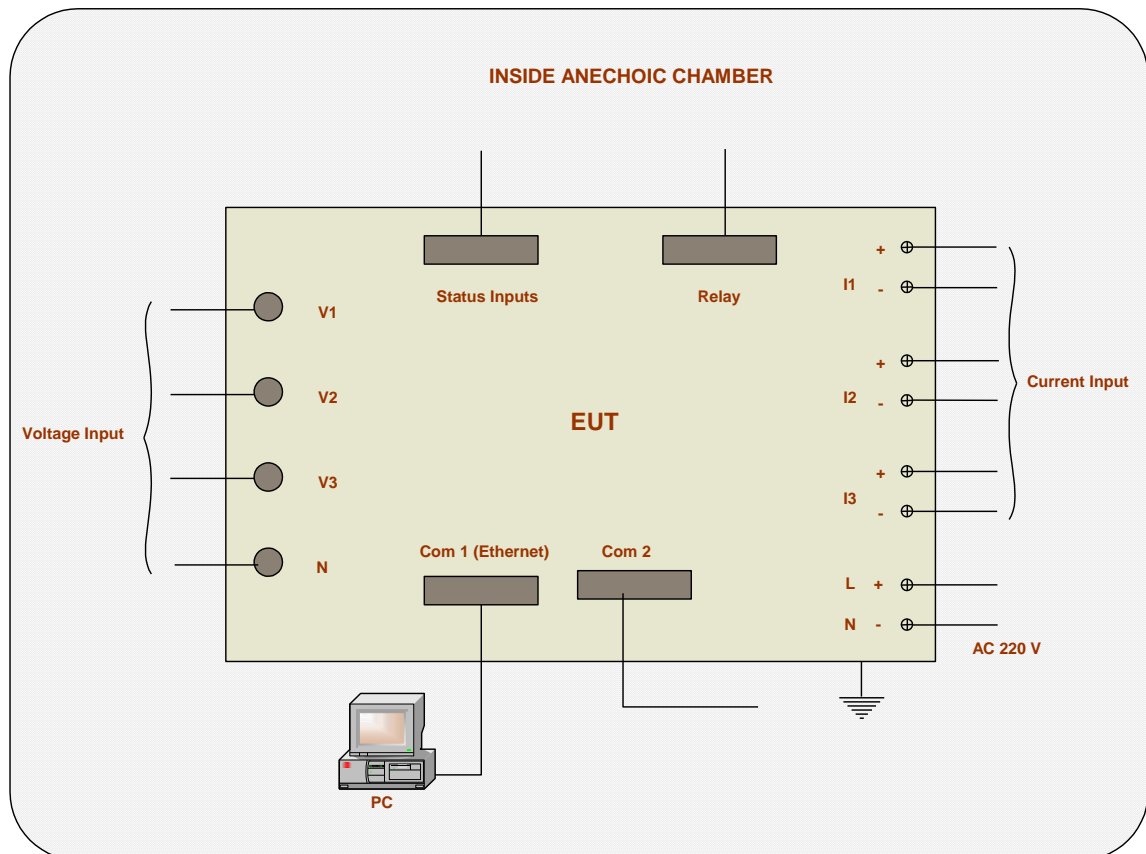 INSIDE ANECHOIC CHAMBER
Status Inputs
Relay
+
I1
-
V1
V2
V3
N
Voltage Input
EUT
+
I2
-
Current Input
+
I3
-
Com 1 (Ethernet)
Com 2
L +
N -
AC 220 V
PC